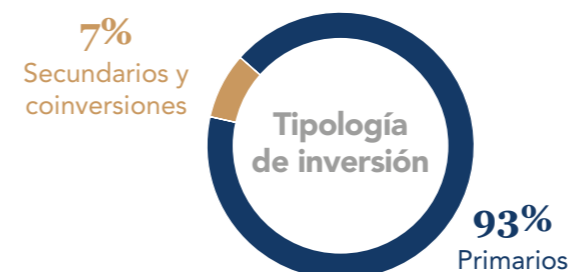 7%
Secundarios y
coinversiones
Tipología
de inversión
93%
Primarios